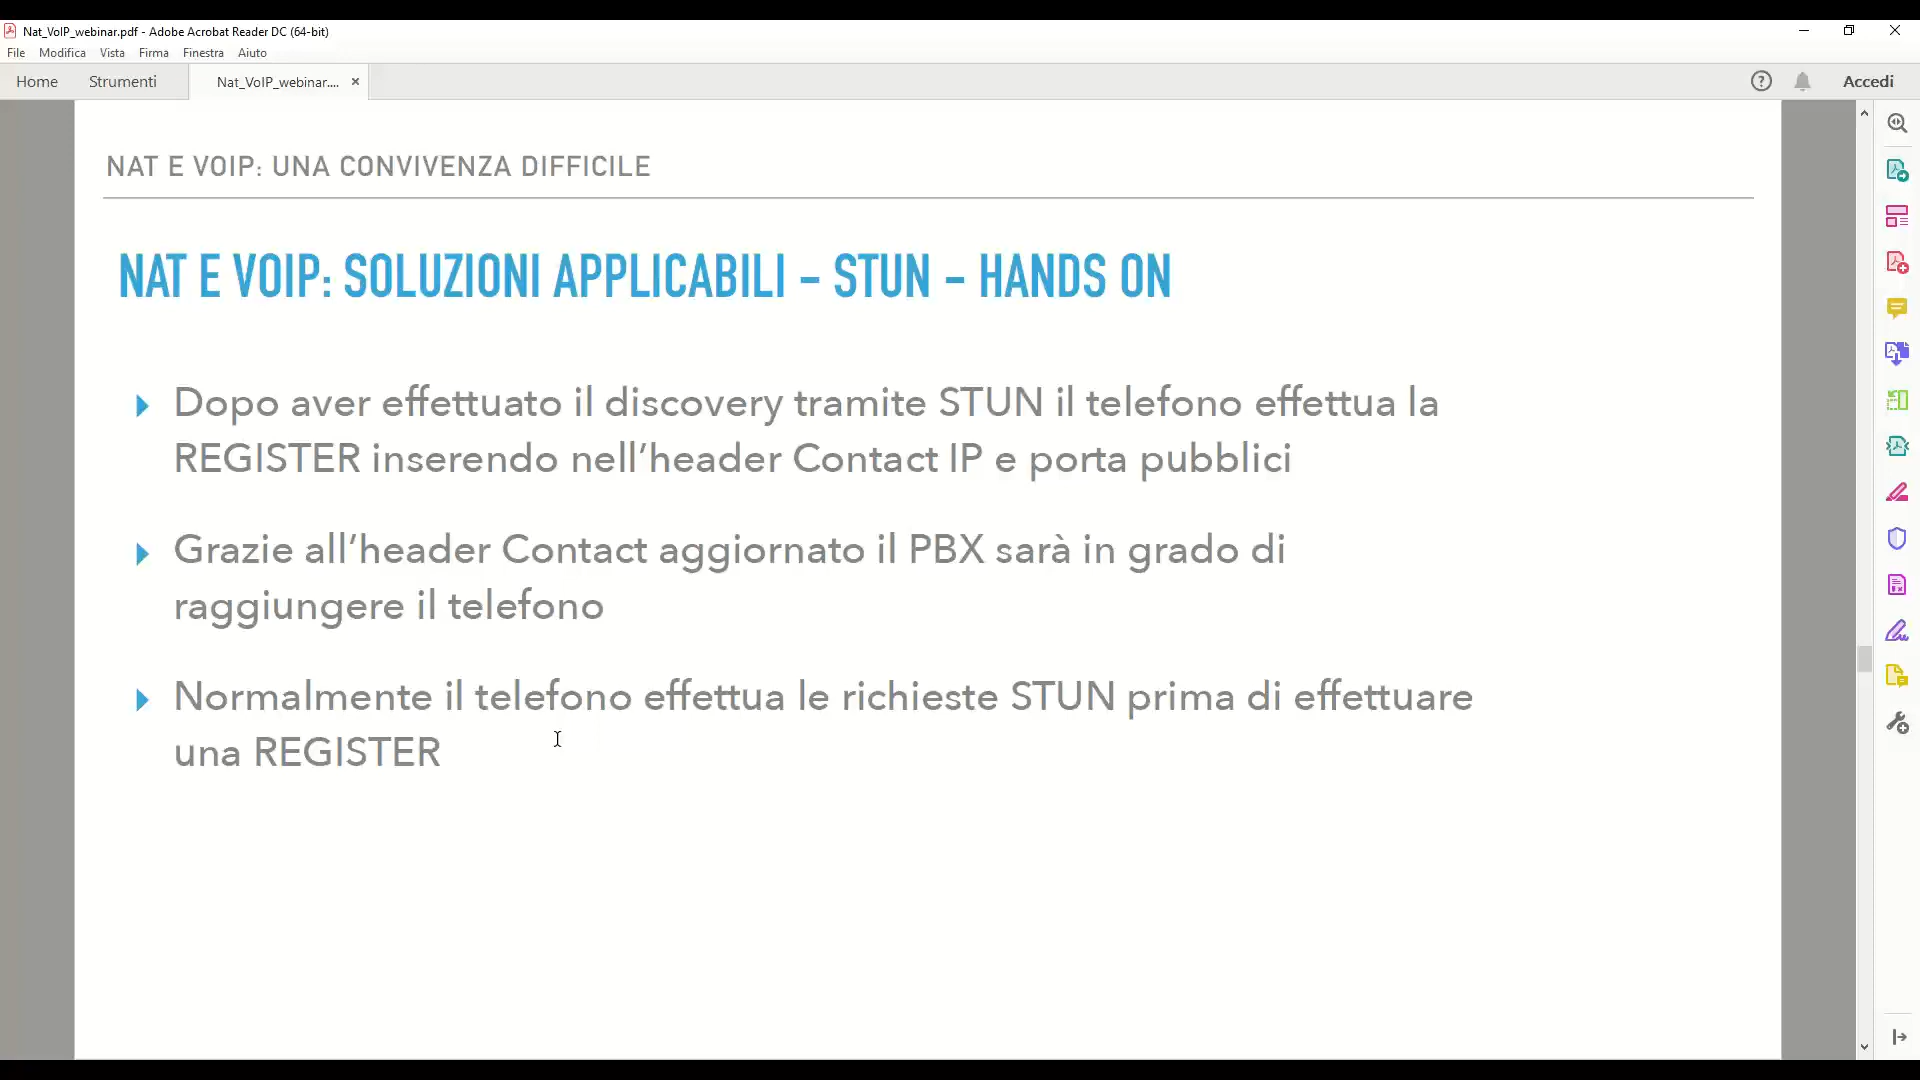 Nat_VoIP_webinar.pdf - Adobe Acrobat Reader DC (64-bit)
File Modifica Vista Firma Finestra Aiuto
Home Strumenti Nat_VoIP_webinar.... × Accedi
NAT E VOIP: UNA CONVIVENZA DIFFICILE
NAT E VOIP: SOLUZIONI APPLICABILI – STUN – HANDS ON
Dopo aver effettuato il discovery tramite STUN il telefono effettua la
REGISTER inserendo nell’header Contact IP e porta pubblici
Grazie all’header Contact aggiornato il PBX sarà in grado di
raggiungere il telefono
Normalmente il telefono effettua le richieste STUN prima di effettuare
una REGISTER